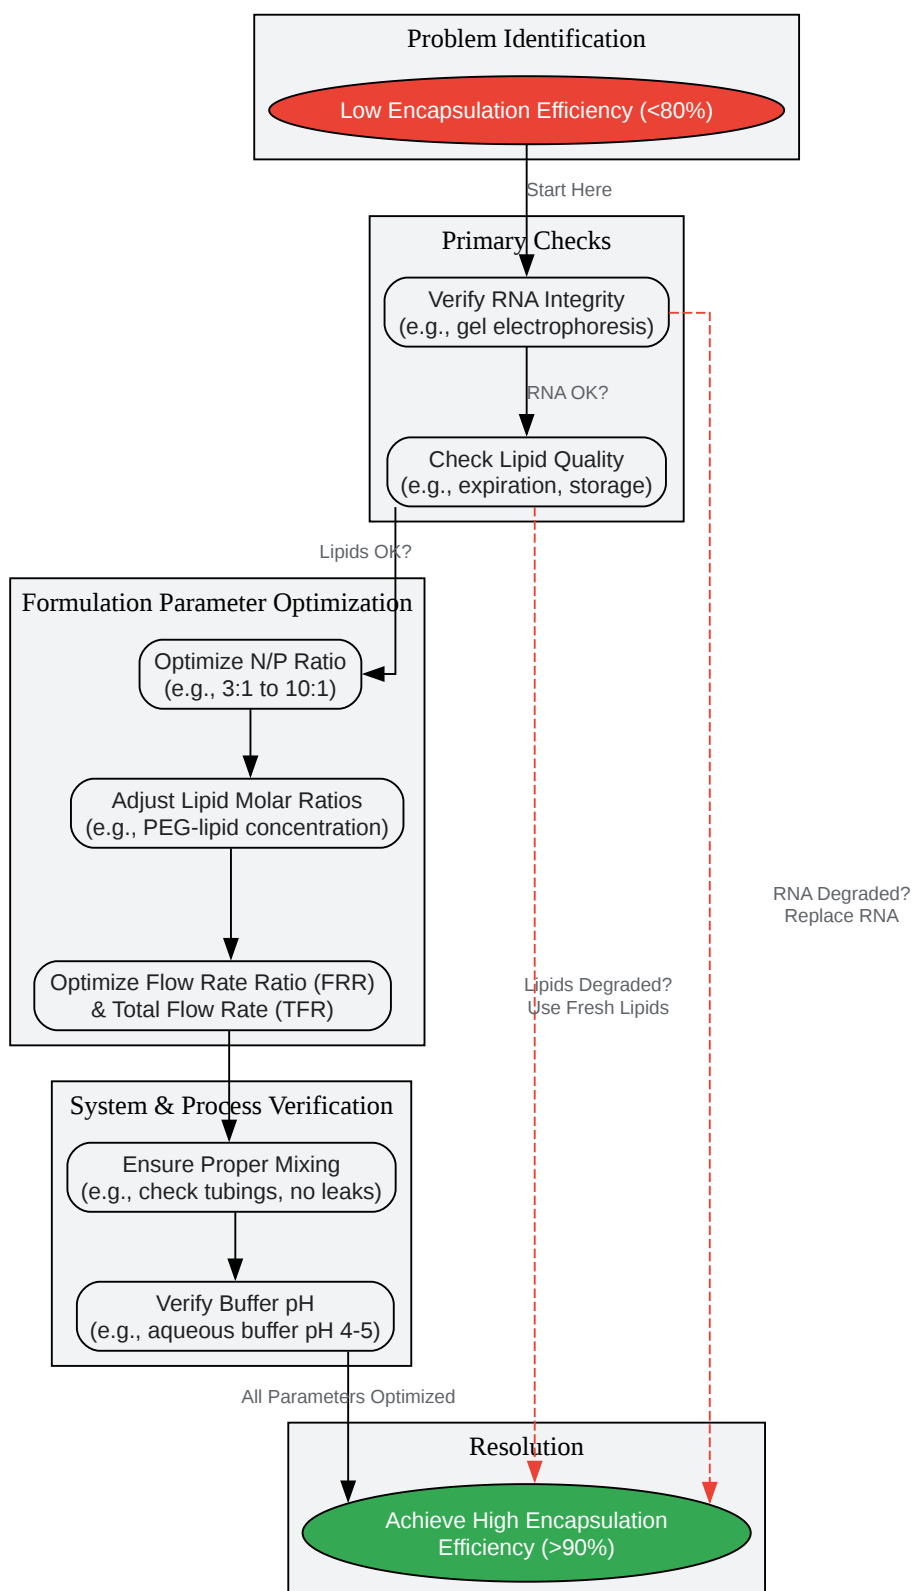 Problem Identification
Low Encapsulation Efficiency (<80%)
Start Here
Primary Checks
Verify RNA Integrity
(e.g., gel electrophoresis)
RNA OK?
Check Lipid Quality
(e.g., expiration, storage)
Lipids OK?
Formulation Parameter Optimization
Optimize N/P Ratio
(e.g., 3:1 to 10:1)
Adjust Lipid Molar Ratios
(e.g., PEG-lipid concentration)
RNA Degraded?
Replace RNA
Optimize Flow Rate Ratio (FRR)
& Total Flow Rate (TFR)
Lipids Degraded?
Use Fresh Lipids
System & Process Verification
Ensure Proper Mixing
(e.g., check tubings, no leaks)
Verify Buffer pH
(e.g., aqueous buffer pH 4-5)
All Parameters Optimized
Resolution
Achieve High Encapsulation
Efficiency (>90%)